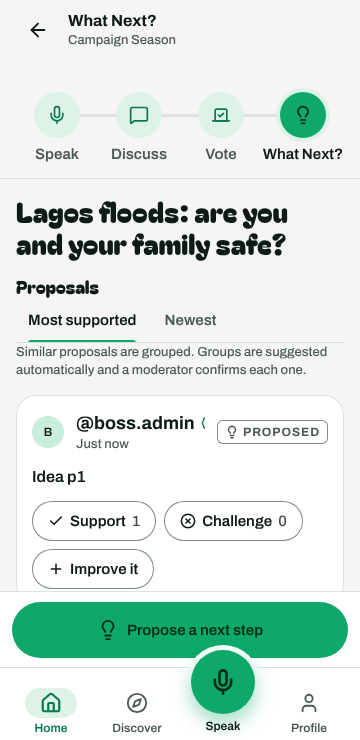 What Next?
Campaign Season
Speak
Discuss
Vote
What Next?
Lagos floods: are you
and your family safe?
Proposals
Most supported
Newest
Similar proposals are grouped. Groups are suggested
automatically and a moderator confirms each one.
B
@boss.admin
PROPOSED
Just now
Idea p1
Support 1
Challenge 0
Improve it
Propose a next step
Home
Discover
Speak
Profile